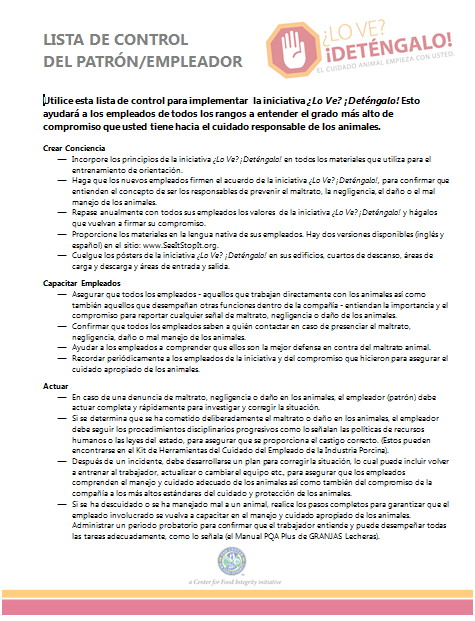 LISTA DE CONTROL
DEL PATRÓN/EMPLEADOR
¿LO VE?
¡DETÉNGALO!
EL CUIDADO ANIMAL EMPIEZA CON USTED.
Utilice esta lista de control para implementar la iniciativa ¿Lo Ve? ¡Deténgalo! Esto
ayudará a los empleados de todos los rangos a entender el grado más alto de
compromiso que usted tiene hacia el cuidado responsable de los animales.
Crear Conciencia
— Incorpore los principios de la iniciativa ¿Lo Ve? ¡Deténgalo! en todos los materiales que utiliza para el
entrenamiento de orientación.
— Haga que los nuevos empleados firmen el acuerdo de la iniciativa ¿Lo Ve? ¡Deténgalo!, para confirmar que
entienden el concepto de ser los responsables de prevenir el maltrato, la negligencia, el daño o el mal
manejo de los animales.
— Repase anualmente con todos sus empleados los valores de la iniciativa ¿Lo Ve? ¡Deténgalo! y hágalos
que vuelvan a firmar su compromiso.
— Proporcione los materiales en la lengua nativa de sus empleados. Hay dos versiones disponibles (inglés y
español) en el sitio: www.SeeItStopIt.org.
— Cuelgue los pósters de la iniciativa ¿Lo Ve? ¡Deténgalo! en sus edificios, cuartos de descanso, áreas de
carga y descarga y áreas de entrada y salida.
Capacitar Empleados
— Asegurar que todos los empleados - aquellos que trabajan directamente con los animales así como
también aquellos que desempeñan otras funciones dentro de la compañía - entiendan la importancia y el
compromiso para reportar cualquier señal de maltrato, negligencia o daño de los animales.
— Confirmar que todos los empleados saben a quién contactar en caso de presenciar el maltrato,
negligencia, daño o mal manejo de los animales.
— Ayudar a los empleados a comprender que ellos son la mejor defensa en contra del maltrato animal.
— Recordar periódicamente a los empleados de la iniciativa y del compromiso que hicieron para asegurar el
cuidado apropiado de los animales.
Actuar
— En caso de una denuncia de maltrato, negligencia o daño en los animales, el empleador (patrón) debe
actuar completa y rápidamente para investigar y corregir la situación.
— Si se determina que se ha cometido deliberadamente el maltrato o daño en los animales, el empleador
debe seguir los procedimientos disciplinarios progresivos como lo señalan las políticas de recursos
humanos o las leyes del estado, para asegurar que se proporciona el castigo correcto. (Estos pueden
encontrarse en el Kit de Herramientas del Cuidado del Empleado de la Industria Porcina).
— Después de un incidente, debe desarrollarse un plan para corregir la situación, lo cual puede incluir volver
a entrenar al trabajador, actualizar o cambiar el equipo etc., para asegurar que los empleados
comprenden el manejo y cuidado adecuado de los animales así como también del compromiso de la
compañía a los más altos estándares del cuidado y protección de los animales.
— Si se ha descuidado o se ha manejado mal a un animal, realice los pasos completos para garantizar que el
empleado involucrado se vuelva a capacitar en el manejo y cuidado apropiado de los animales.
Administrar un periodo probatorio para confirmar que el trabajador entiende y puede desempeñar todas
las tareas adecuadamente, como lo señala (el Manual PQA Plus de GRANJAS Lecheras).
a Center for Food Integrity initiative